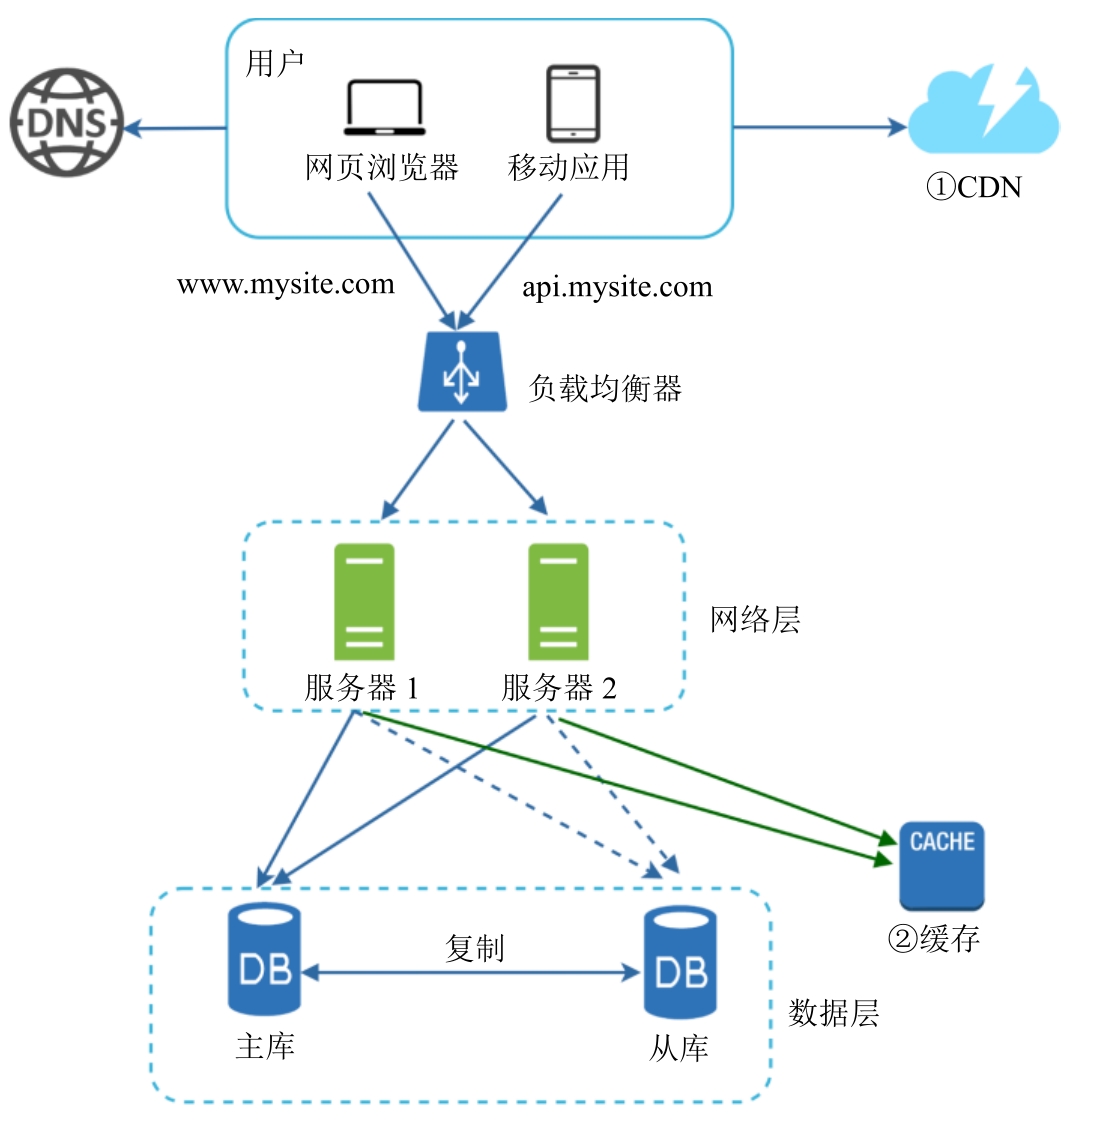 用户
DNS
网页浏览器
移动应用
①CDN
www.mysite.com
api.mysite.com
负载均衡器
网络层
服务器 1
服务器 2
CACHE
②缓存
DB
复制
DB
数据层
主库
从库